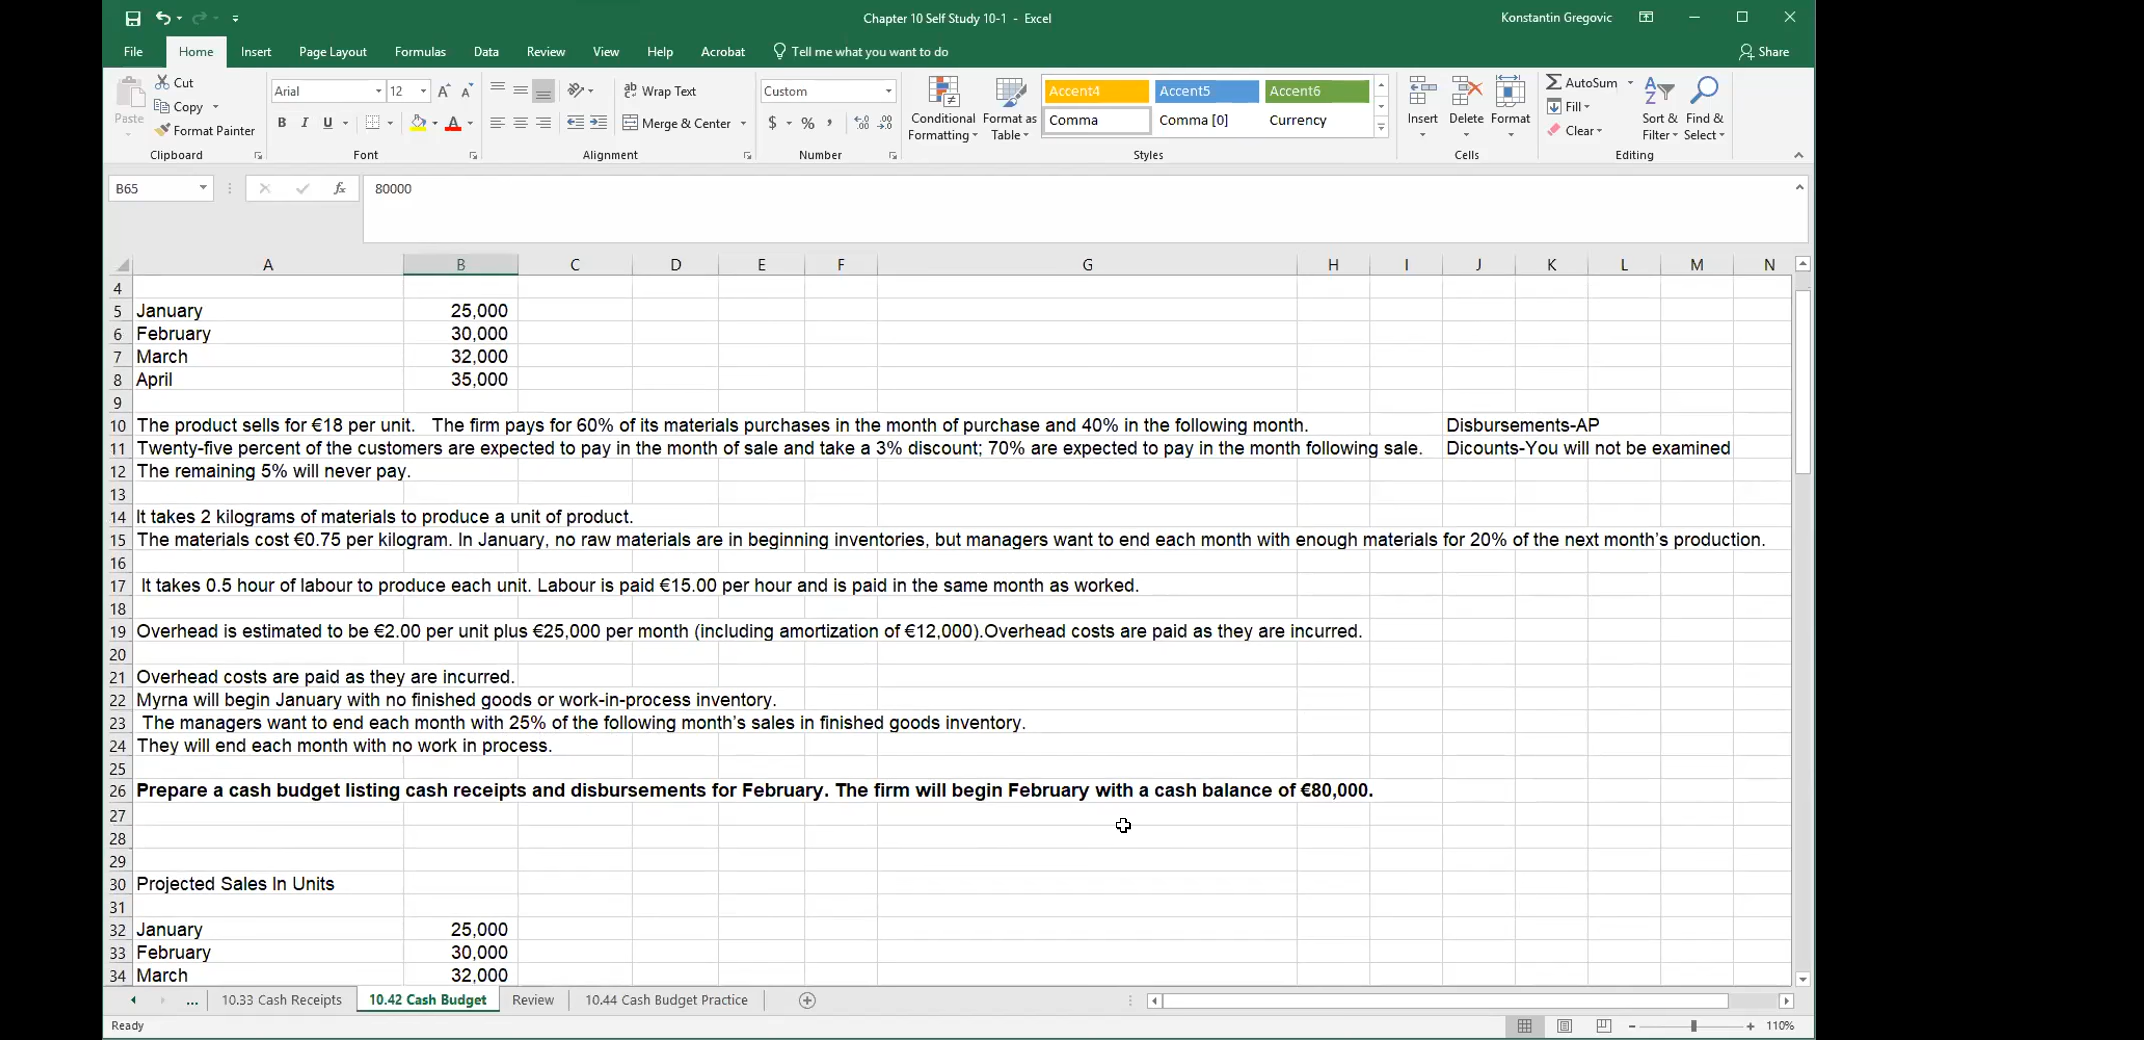 Chapter 10 Self Study 10-1 - Excel
Konstantin Gregovic
File Home Insert Page Layout Formulas Data Review View Help Acrobat Tell me what you want to do Share
Paste
Cut
Copy
Format Painter
Clipboard
Arial 12
B I U
Font
Wrap Text
Merge & Center
Alignment
Custom
$ % ,
Number
Conditional Formatting
Format as Table
Accent4 Accent5 Accent6
Comma Comma [0] Currency
Styles
Insert Delete Format
Cells
AutoSum
Fill
Clear
Sort & Filter
Find & Select
Editing
B65 fx 80000
A B C D E F G H I J K L M N
4
5 January 25,000
6 February 30,000
7 March 32,000
8 April 35,000
9
10 The product sells for €18 per unit. The firm pays for 60% of its materials purchases in the month of purchase and 40% in the following month. Disbursements-AP
11 Twenty-five percent of the customers are expected to pay in the month of sale and take a 3% discount; 70% are expected to pay in the month following sale. Dicounts-You will not be examined
12 The remaining 5% will never pay.
13
14 It takes 2 kilograms of materials to produce a unit of product.
15 The materials cost €0.75 per kilogram. In January, no raw materials are in beginning inventories, but managers want to end each month with enough materials for 20% of the next month's production.
16
17 It takes 0.5 hour of labour to produce each unit. Labour is paid €15.00 per hour and is paid in the same month as worked.
18
19 Overhead is estimated to be €2.00 per unit plus €25,000 per month (including amortization of €12,000).Overhead costs are paid as they are incurred.
20
21 Overhead costs are paid as they are incurred.
22 Myrna will begin January with no finished goods or work-in-process inventory.
23 The managers want to end each month with 25% of the following month's sales in finished goods inventory.
24 They will end each month with no work in process.
25
26 Prepare a cash budget listing cash receipts and disbursements for February. The firm will begin February with a cash balance of €80,000.
27
28
29
30 Projected Sales In Units
31
32 January 25,000
33 February 30,000
34 March 32,000
... 10.33 Cash Receipts 10.42 Cash Budget Review 10.44 Cash Budget Practice
Ready 110%